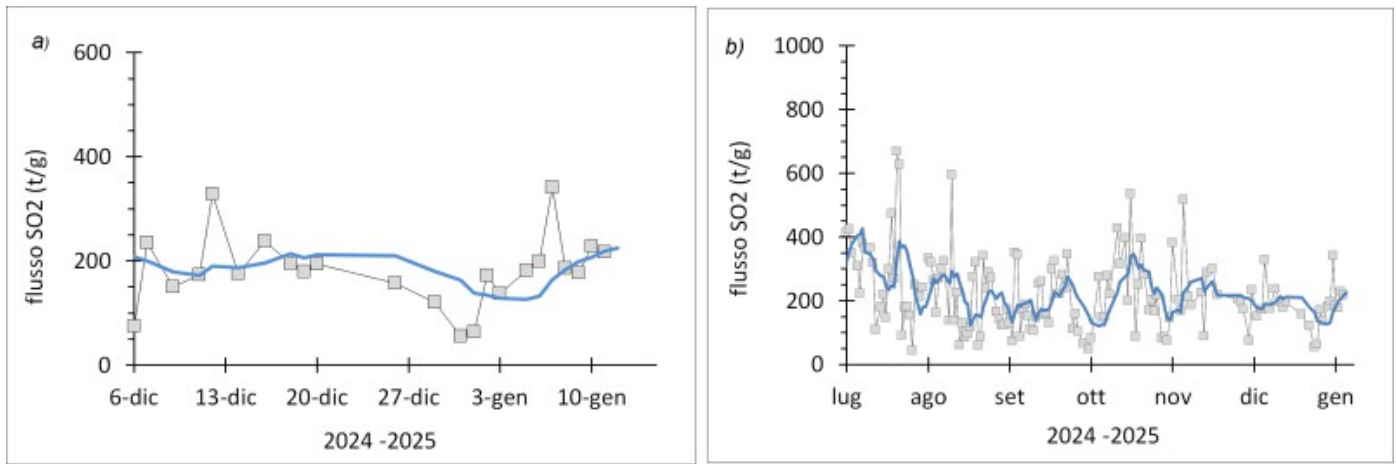 a)
600
400
200
0
flusso SO2 (t/g)
6-dic 13-dic 20-dic 27-dic 3-gen 10-gen
2024 -2025
b)
1000
800
600
400
200
0
flusso SO2 (t/g)
lug ago set ott nov dic gen
2024 -2025